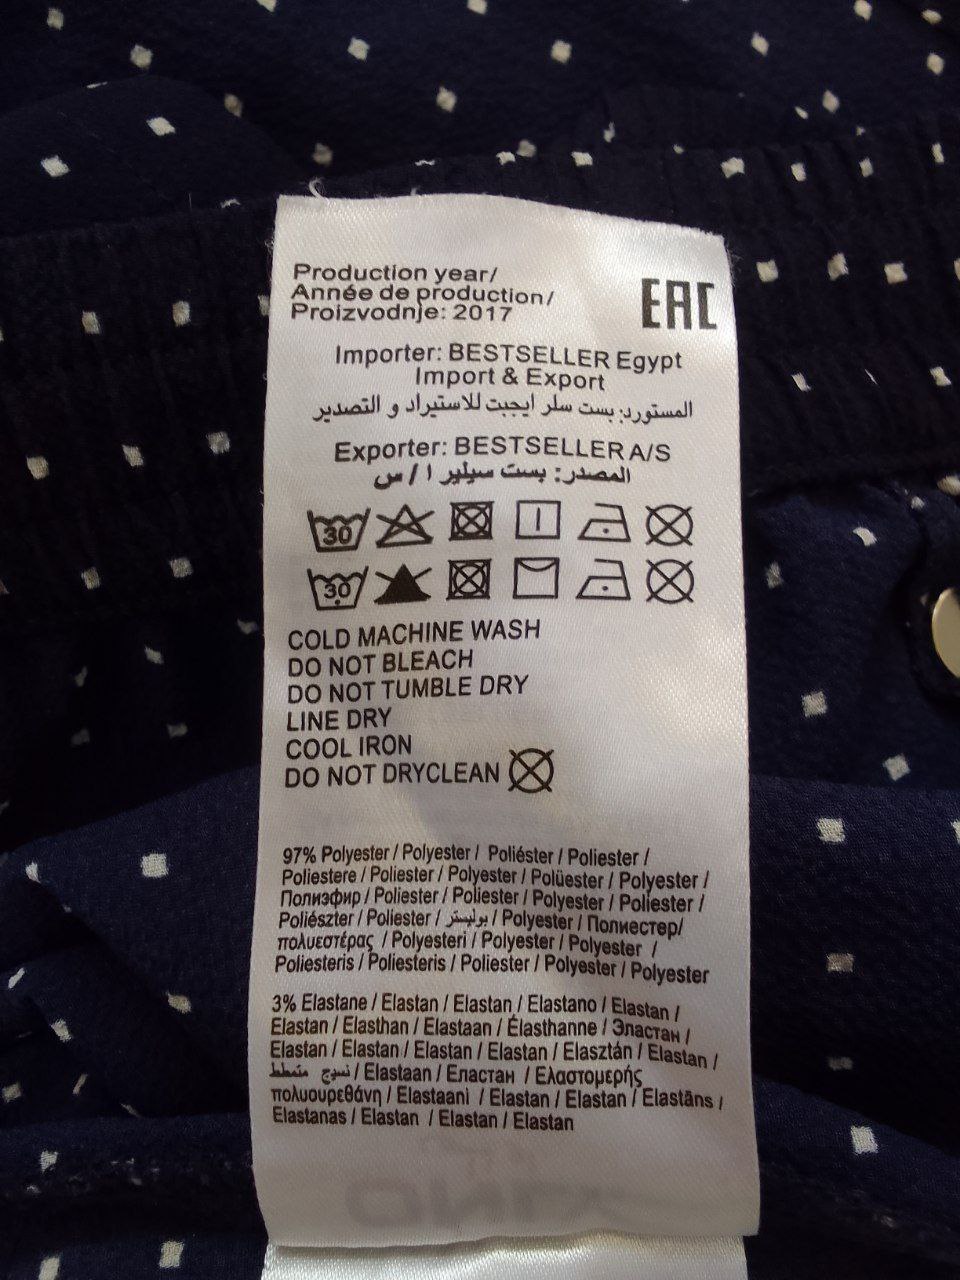 Production year/
Année de production/
Proizvodnje: 2017
EAC
Importer: BESTSELLER Egypt
Import & Export
المستورد: بست سلر ايجبت للاستيراد و التصدير
Exporter: BESTSELLER A/S
المصدر: بست سيلير ا / س
30
30
COLD MACHINE WASH
DO NOT BLEACH
DO NOT TUMBLE DRY
LINE DRY
COOL IRON
DO NOT DRYCLEAN
97% Polyester / Polyester / Poliéster / Poliester /
Poliestere / Poliester / Polyester / Polüester / Polyester /
Полиэфир / Poliester / Poliester / Polyester / Poliester /
Poliészter / Poliester / بوليستر / Polyester / Полиестер/
πολυεστέρας / Polyesteri / Polyester / Polyester /
Poliesteris / Poliesteris / Poliester / Polyester / Polyester
3% Elastane / Elastan / Elastan / Elastano / Elastan /
Elastan / Elasthan / Elastaan / Élasthanne / Эластан /
Elastan / Elastan / Elastan / Elastan / Elasztán / Elastan /
نسيج متمطط / Elastaan / Еластан / Ελαστομερής
πολυουρεθάνη / Elastaani / Elastan / Elastan / Elastāns /
Elastanas / Elastan / Elastan / Elastan